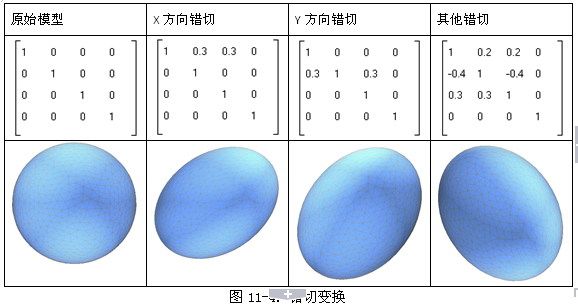 原始模型 X 方向错切 Y 方向错切 其他错切
1 0 0 0 1 0.3 0.3 0 1 0 0 0 1 0.2 0.2 0
0 1 0 0 0 1 0 0 0.3 1 0.3 0 -0.4 1 -0.4 0
0 0 1 0 0 0 1 0 0 0 1 0 0.3 0.3 1 0
0 0 0 1 0 0 0 1 0 0 0 1 0 0 0 1
图 11-4. 错切变换